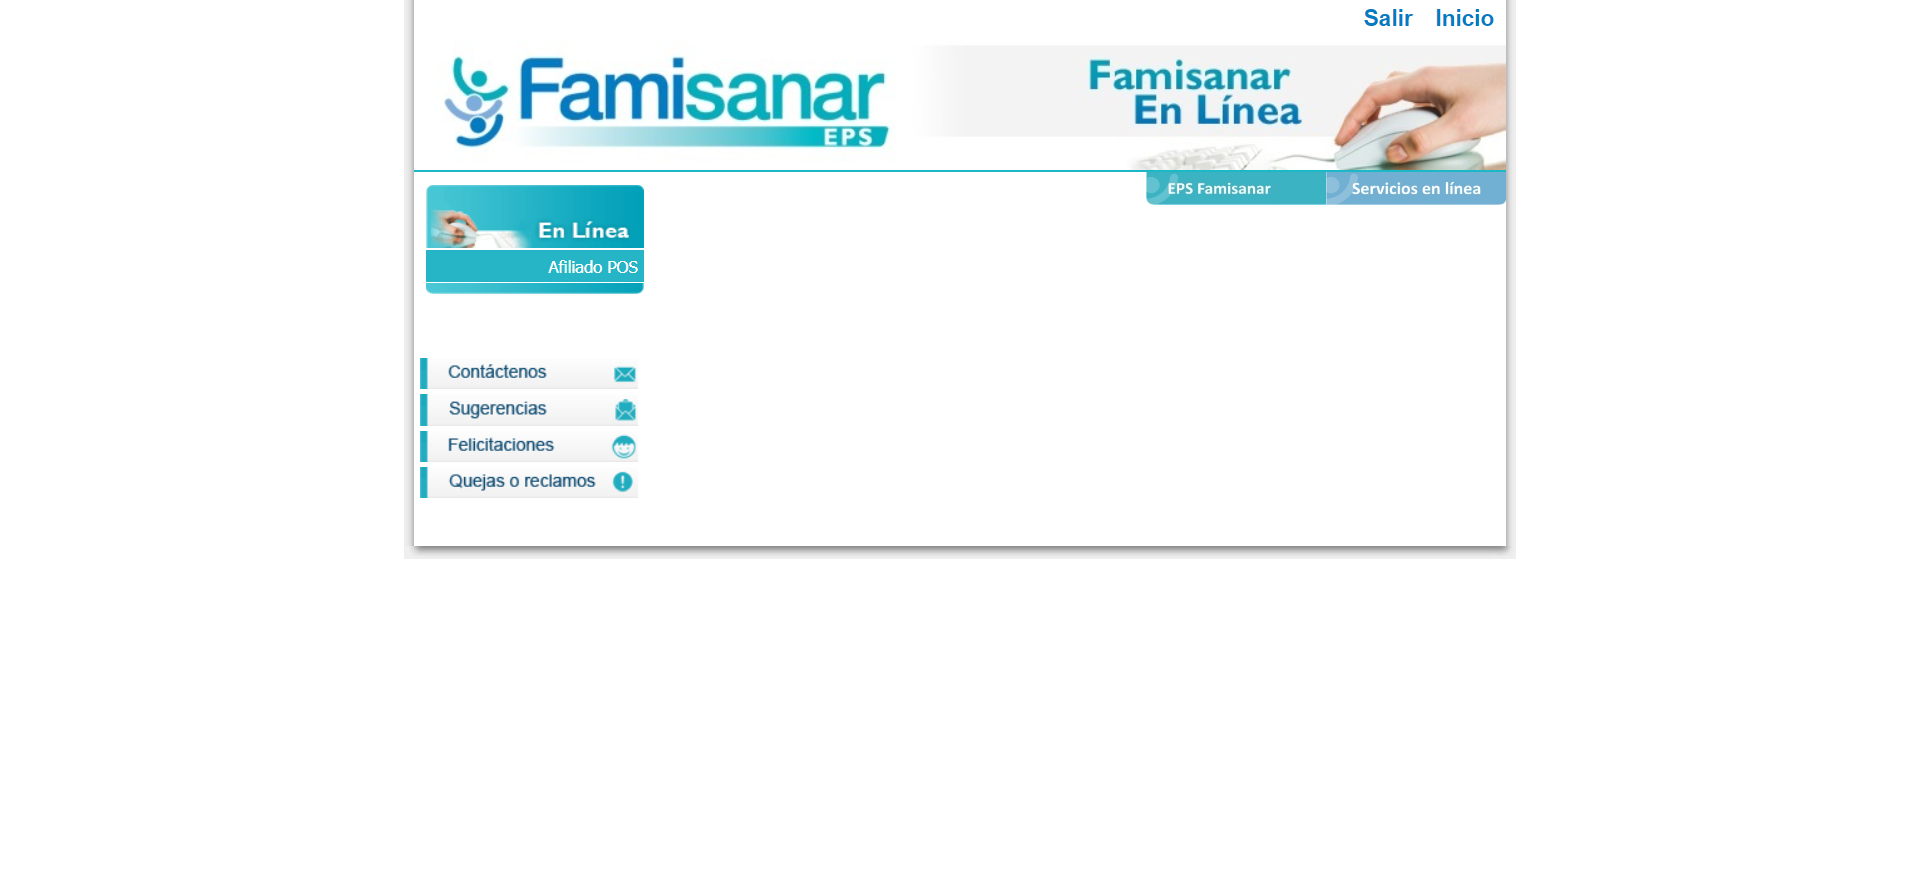 Salir Inicio
Famisanar
EPS
Famisanar
En Línea
EPS Famisanar
Servicios en línea
En Línea
Afiliado POS
Contáctenos
Sugerencias
Felicitaciones
Quejas o reclamos